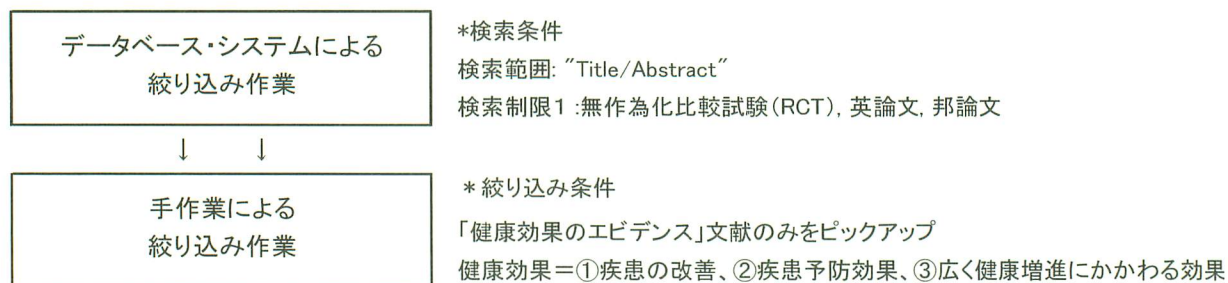 データベース・システムによる
絞り込み作業
*検索条件
検索範囲: "Title/Abstract"
検索制限1:無作為化比較試験(RCT), 英論文, 邦論文
↓ ↓
手作業による
絞り込み作業
*絞り込み条件
「健康効果のエビデンス」文献のみをピックアップ
健康効果=①疾患の改善、②疾患予防効果、③広く健康増進にかかわる効果